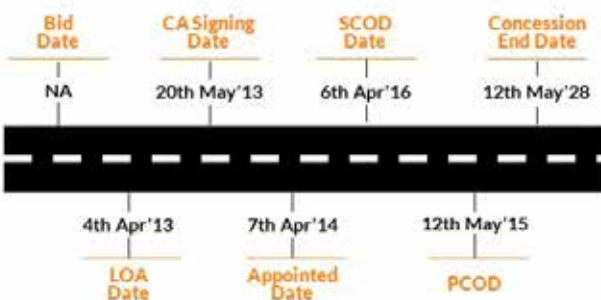 Bid
Date
CA Signing
Date
SCOD
Date
Concession
End Date
NA
20th May'13
6th Apr'16
12th May'28
4th Apr'13
7th Apr'14
12th May'15
LOA
Date
Appointed
Date
PCOD